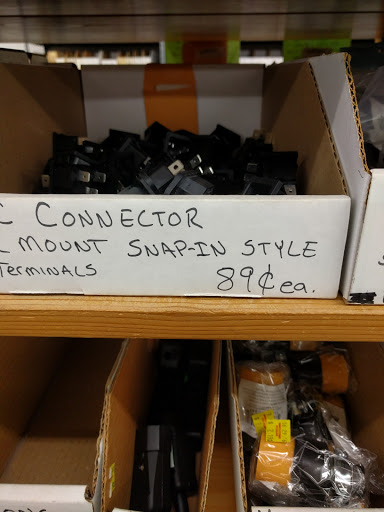 C CONNECTOR
MOUNT SNAP-IN STYLE
TERMINALS 89¢ ea.